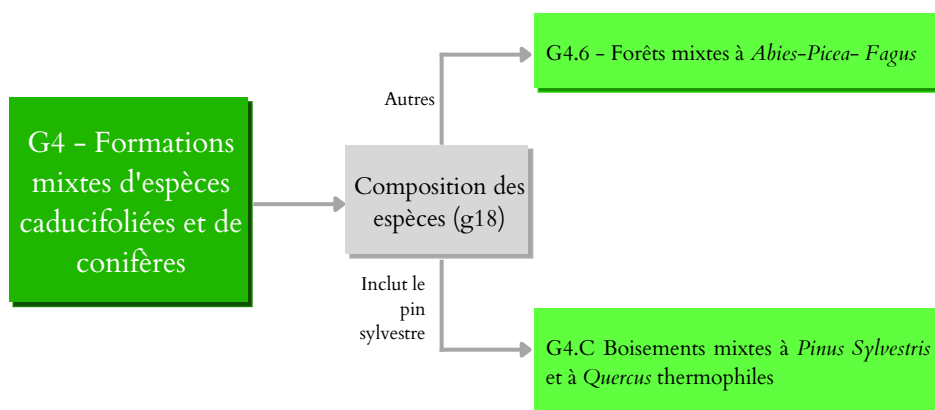 G4 - Formations
mixtes d'espèces
caducifoliées et de
conifères
Composition des
espèces (g18)
Autres
G4.6 - Forêts mixtes à Abies-Picea- Fagus
Inclut le
pin
sylvestre
G4.C Boisements mixtes à Pinus Sylvestris
et à Quercus thermophiles